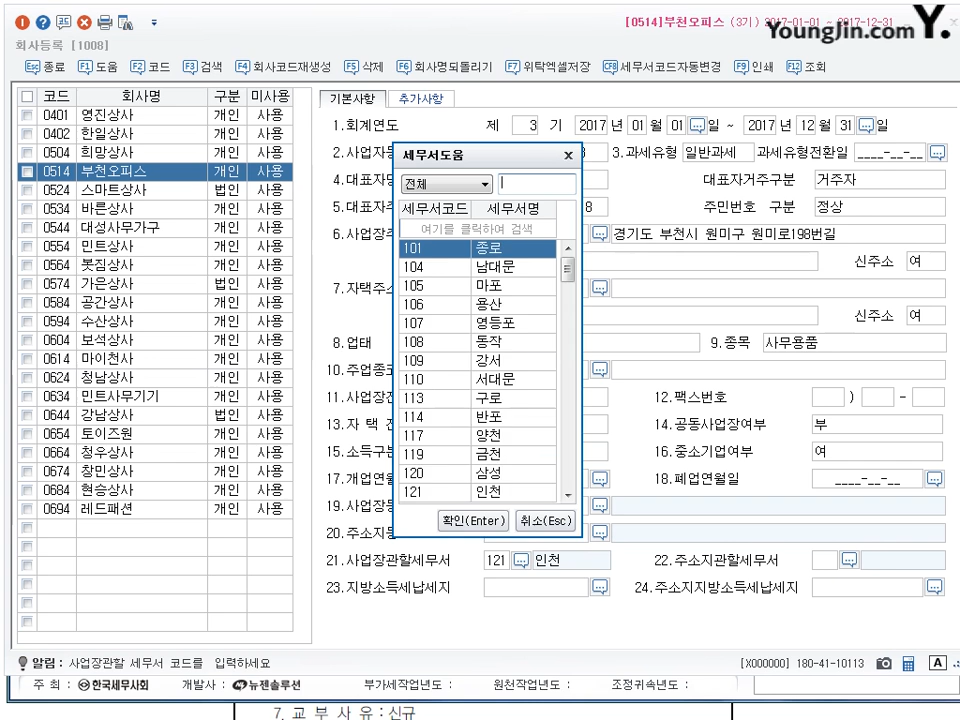 [0514]부천오피스 (3기) 2017-01-01 ~ 2017-12-31
YoungJin.com Y.
회사등록 [1008]
Esc 종료 F1 도움 F2 코드 F3 검색 F4 회사코드재생성 F5 삭제 F6 회사명되돌리기 F7 위탁엑셀저장 CF8 세무서코드자동변경 F9 인쇄 F12 조회
코드 회사명 구분 미사용
0401 영진상사 개인 사용
0402 한일상사 개인 사용
0504 희망상사 개인 사용
0514 부천오피스 개인 사용
0524 스마트상사 법인 사용
0534 바른상사 개인 사용
0544 대성사무가구 개인 사용
0554 민트상사 개인 사용
0564 봇짐상사 개인 사용
0574 가은상사 법인 사용
0584 공간상사 개인 사용
0594 수산상사 개인 사용
0604 보석상사 개인 사용
0614 마이천사 개인 사용
0624 청남상사 개인 사용
0634 민트사무기기 개인 사용
0644 강남상사 법인 사용
0654 토이즈원 개인 사용
0664 청우상사 개인 사용
0674 창민상사 개인 사용
0684 현승상사 개인 사용
0694 레드패션 개인 사용
기본사항 추가사항
1.회계연도 제 3 기 2017 년 01 월 01 일 ~ 2017 년 12 월 31 일
2.사업자등 3.과세유형 일반과세 과세유형전환일 ____-__-__
4.대표자명 대표자거주구분 거주자
5.대표자주 8 주민번호 구분 정상
6.사업장주 경기도 부천시 원미구 원미로198번길
신주소 여
7.자택주소
신주소 여
8.업태 9.종목 사무용품
10.주업종코
11.사업장전 12.팩스번호 ) -
13.자 택 전 14.공동사업장여부 부
15.소득구분 16.중소기업여부 여
17.개업연월 18.폐업연월일 ____-__-__
19.사업장동
20.주소지동
21.사업장관할세무서 121 인천 22.주소지관할세무서
23.지방소득세납세지 24.주소지지방소득세납세지
세무서도움 x
전체
세무서코드 세무서명
여기를 클릭하여 검색
101 종로
104 남대문
105 마포
106 용산
107 영등포
108 동작
109 강서
110 서대문
113 구로
114 반포
117 양천
119 금천
120 삼성
121 인천
확인(Enter) 취소(Esc)
알림 : 사업장관할 세무서 코드를 입력하세요
[X000000] 180-41-10113 A
주 최 : 한국세무사회 개발사 : 뉴젠솔루션 부가세작업년도 : 원천작업년도 : 조정귀속년도 :
7. 교 부 사 유 : 신규